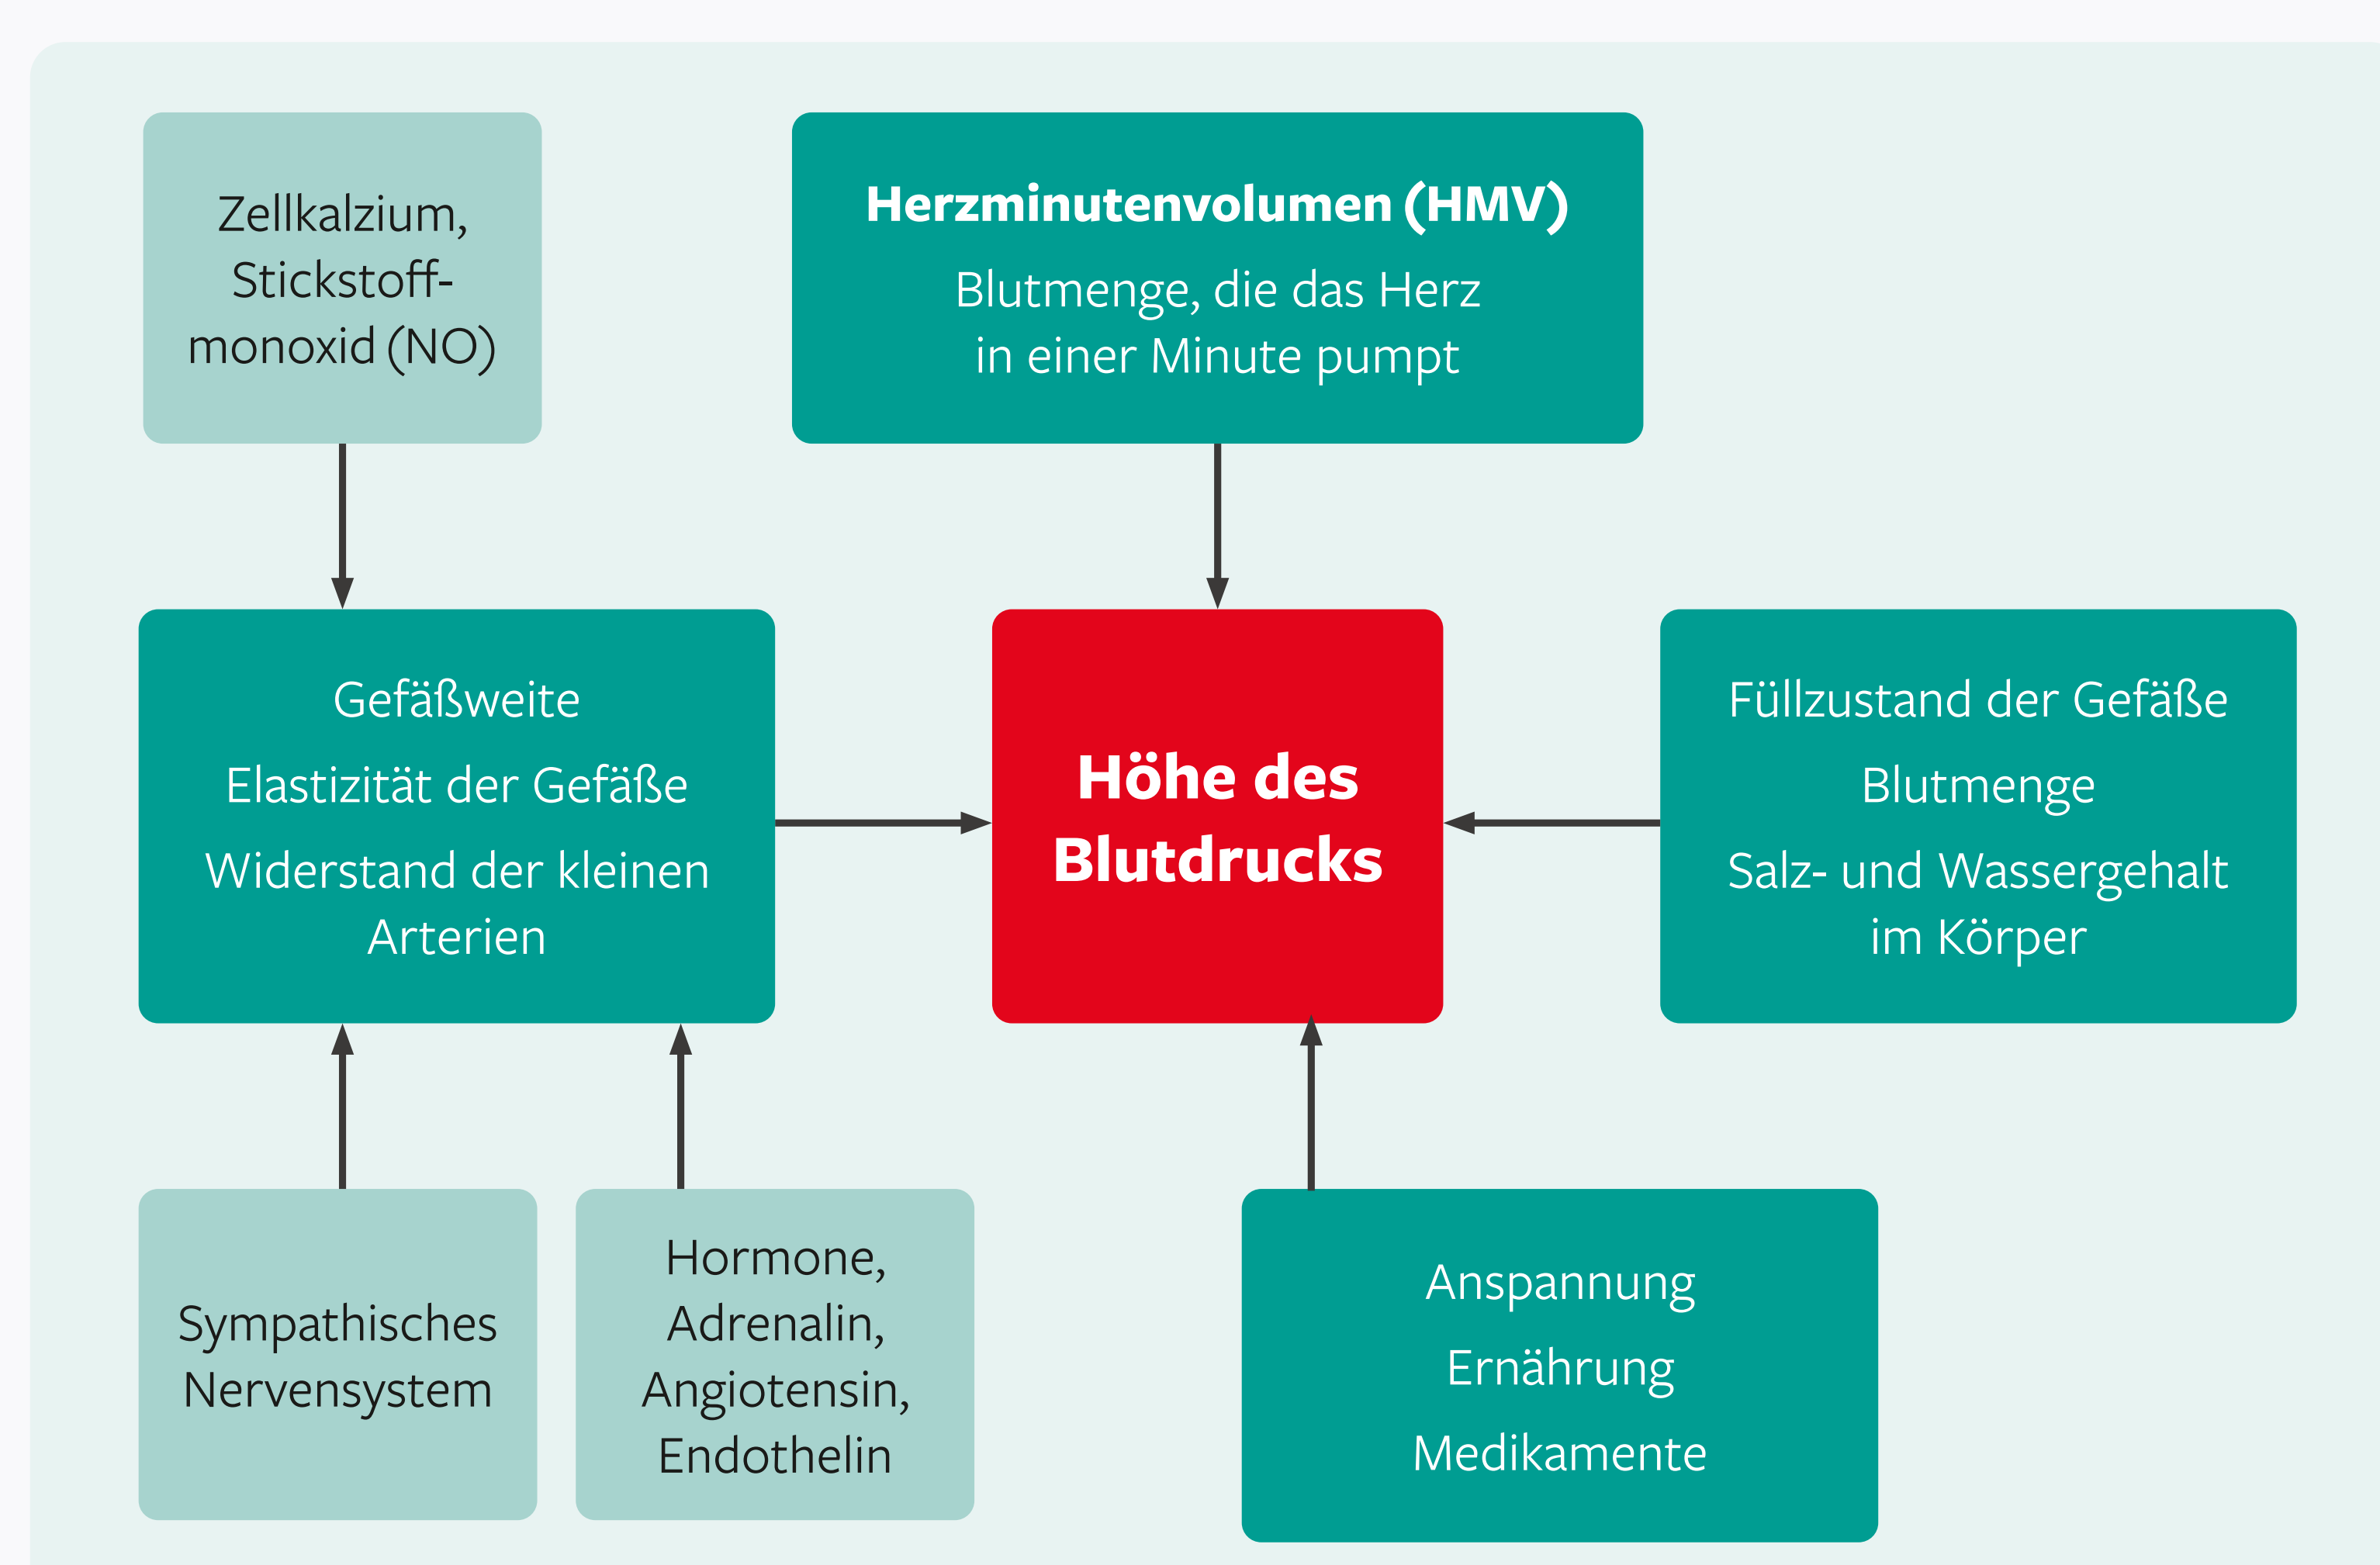 Zellkalzium,
Stickstoff-
monoxid (NO)
Herzminutenvolumen (HMV)
Blutmenge, die das Herz
in einer Minute pumpt
Gefäßweite
Elastizität der Gefäße
Widerstand der kleinen
Arterien
Höhe des
Blutdrucks
Füllzustand der Gefäße
Blutmenge
Salz- und Wassergehalt
im Körper
Sympathisches
Nervensystem
Hormone,
Adrenalin,
Angiotensin,
Endothelin
Anspannung
Ernährung
Medikamente